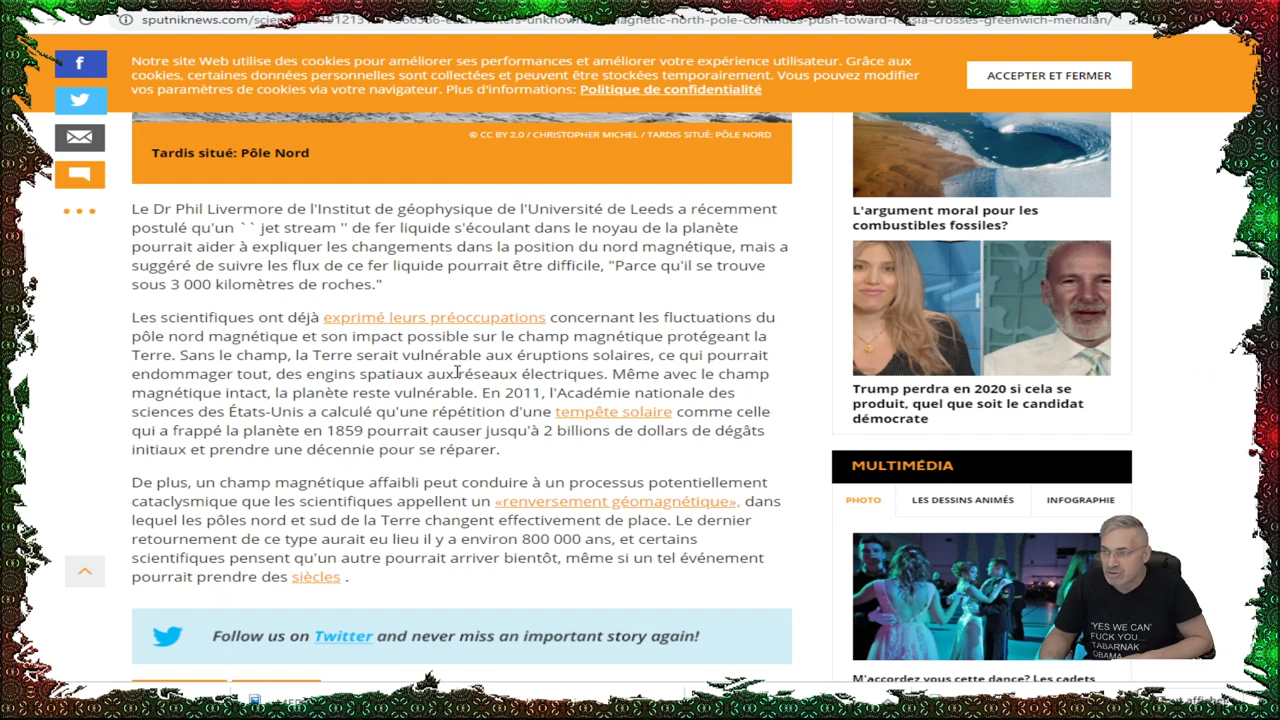 sputniknews.com/scien
magnetic-north-pole-continues-push-toward-russia-crosses-greenwich-meridian/
Notre site Web utilise des cookies pour améliorer ses performances et améliorer votre expérience utilisateur. Grâce aux
cookies, certaines données personnelles sont collectées et peuvent être stockées temporairement. Vous pouvez modifier
vos paramètres de cookies via votre navigateur. Plus d'informations: Politique de confidentialité
ACCEPTER ET FERMER
© CC BY 2.0 / CHRISTOPHER MICHEL / TARDIS SITUÉ: PÔLE NORD
Tardis situé: Pôle Nord
Le Dr Phil Livermore de l'Institut de géophysique de l'Université de Leeds a récemment
postulé qu'un `` jet stream '' de fer liquide s'écoulant dans le noyau de la planète
pourrait aider à expliquer les changements dans la position du nord magnétique, mais a
suggéré de suivre les flux de ce fer liquide pourrait être difficile, "Parce qu'il se trouve
sous 3 000 kilomètres de roches."
Les scientifiques ont déjà exprimé leurs préoccupations concernant les fluctuations du
pôle nord magnétique et son impact possible sur le champ magnétique protégeant la
Terre. Sans le champ, la Terre serait vulnérable aux éruptions solaires, ce qui pourrait
endommager tout, des engins spatiaux aux réseaux électriques. Même avec le champ
magnétique intact, la planète reste vulnérable. En 2011, l'Académie nationale des
sciences des États-Unis a calculé qu'une répétition d'une tempête solaire comme celle
qui a frappé la planète en 1859 pourrait causer jusqu'à 2 billions de dollars de dégâts
initiaux et prendre une décennie pour se réparer.
De plus, un champ magnétique affaibli peut conduire à un processus potentiellement
cataclysmique que les scientifiques appellent un «renversement géomagnétique», dans
lequel les pôles nord et sud de la Terre changent effectivement de place. Le dernier
retournement de ce type aurait eu lieu il y a environ 800 000 ans, et certains
scientifiques pensent qu'un autre pourrait arriver bientôt, même si un tel événement
pourrait prendre des siècles .
Follow us on Twitter and never miss an important story again!
L'argument moral pour les
combustibles fossiles?
Trump perdra en 2020 si cela se
produit, quel que soit le candidat
démocrate
MULTIMÉDIA
PHOTO
LES DESSINS ANIMÉS
INFOGRAPHIE
'YES WE CAN'
FUCK YOU...
TABARNAK
OBAMA
M'accordez vous cette dance? Les cadets